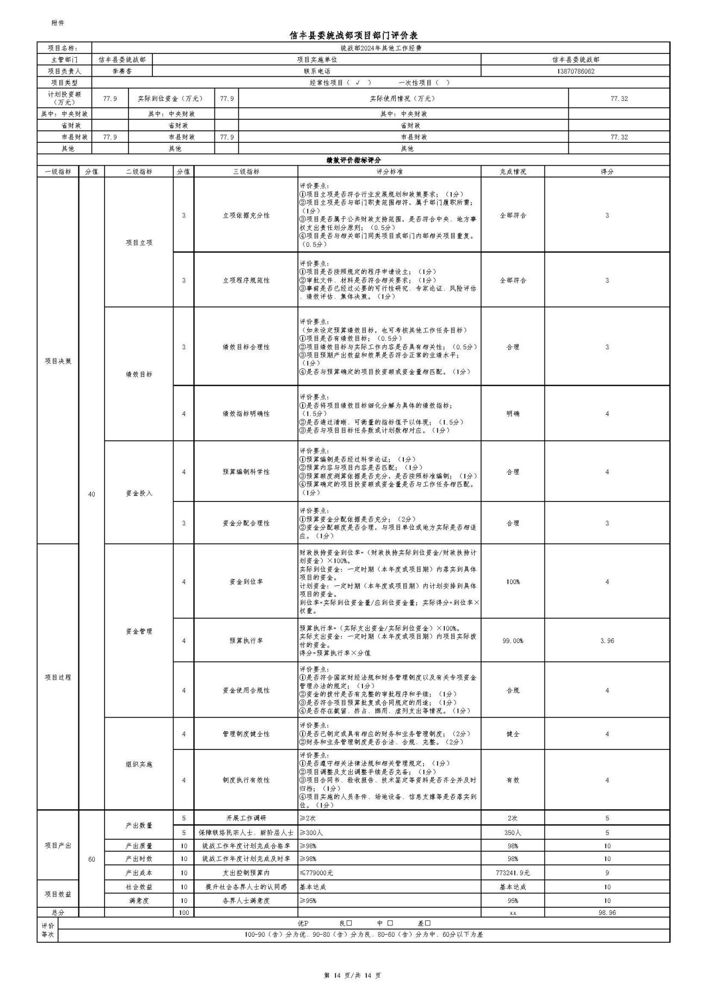 附件
信丰县委统战部项目部门评价表
项目名称： 统战部2024年其他工作经费
主管部门 信丰县委统战部 项目实施单位 信丰县委统战部
项目负责人 李赛香 联系电话 13870786062
项目类型 经常性项目（ √ ） 一次性项目（ ）
计划投资额
（万元） 77.9 实际到位资金（万元） 77.9 实际使用情况（万元） 77.32
其中：中央财政 其中：中央财政 其中：中央财政
省财政 省财政 省财政
市县财政 77.9 市县财政 77.9 市县财政 77.32
其他 其他 其他
绩效评价指标评分
一级指标 分值 二级指标 分值 三级指标 评分标准 完成情况 得分
项目决策 40 项目立项 3 立项依据充分性
评价要点：
①项目立项是否符合行业发展规划和政策要求；（1分）
②项目立项是否与部门职责范围相符，属于部门履职所需；
（1分）
③项目是否属于公共财政支持范围，是否符合中央、地方事
权支出责任划分原则；（0.5分）
④项目是否与相关部门同类项目或部门内部相关项目重复。
（0.5分）
全部符合 3
3 立项程序规范性
评价要点：
①项目是否按照规定的程序申请设立；（1分）
②审批文件、材料是否符合相关要求；（1分）
③事前是否已经过必要的可行性研究、专家论证、风险评估
、绩效评估、集体决策。（1分）
全部符合 3
绩效目标 3 绩效目标合理性
评价要点：
（如未设定预算绩效目标，也可考核其他工作任务目标）
①项目是否有绩效目标；（0.5分）
②项目绩效目标与实际工作内容是否具有相关性；（0.5分）
③项目预期产出效益和效果是否符合正常的业绩水平；
（1分）
④是否与预算确定的项目投资额或资金量相匹配。（1分）
合理 3
4 绩效指标明确性
评价要点：
①是否将项目绩效目标细化分解为具体的绩效指标；
（1.5分）
②是否通过清晰、可衡量的指标值予以体现；（1.5分）
③是否与项目目标任务数或计划数相对应。（1分）
明确 4
资金投入 4 预算编制科学性
评价要点：
①预算编制是否经过科学论证；（1分）
②预算内容与项目内容是否匹配；（1分）
③预算额度测算依据是否充分，是否按照标准编制；（1分）
④预算确定的项目投资额或资金量是否与工作任务相匹配。
（1分）
合理 4
3 资金分配合理性
评价要点：
①预算资金分配依据是否充分；（2分）
②资金分配额度是否合理，与项目单位或地方实际是否相适
应。（1分）
合理 3
项目过程 资金管理 4 资金到位率
财政扶持资金到位率=（财政扶持实际到位资金/财政扶持计
划资金）×100%。
实际到位资金：一定时期（本年度或项目期）内落实到具体
项目的资金。
计划资金：一定时期（本年度或项目期）内计划安排到具体
项目的资金。
到位率=实际到位资金量/应到位资金量；实际得分=到位率×
权重。
100% 4
4 预算执行率
预算执行率=（实际支出资金/实际到位资金）×100%。
实际支出资金：一定时期（本年度或项目期）内项目实际拨
付的资金。
得分=预算执行率×分值
99.00% 3.96
4 资金使用合规性
评价要点：
①是否符合国家财经法规和财务管理制度以及有关专项资金
管理办法的规定；（1分）
②资金的拨付是否有完整的审批程序和手续；（1分）
③是否符合项目预算批复或合同规定的用途；（1分）
④是否存在截留、挤占、挪用、虚列支出等情况。（1分）
合规 4
组织实施 4 管理制度健全性
评价要点：
①是否已制定或具有相应的财务和业务管理制度；（2分）
②财务和业务管理制度是否合法、合规、完整。（2分）
健全 4
4 制度执行有效性
评价要点：
①是否遵守相关法律法规和相关管理规定；（1分）
②项目调整及支出调整手续是否完备；（1分）
③项目合同书、验收报告、技术鉴定等资料是否齐全并及时
归档；（1分）
④项目实施的人员条件、场地设备、信息支撑等是否落实到
位。（1分）
有效 4
项目产出 60 产出数量 5 开展工作调研 ≥2次 2次 5
5 保障联络民宗人士、新阶层人士 ≥300人 350人 5
产出质量 10 统战工作年度计划完成合格率 ≥98% 98% 10
产出时效 10 统战工作年度计划完成及时率 ≥98% 98% 10
产出成本 10 支出控制预算内 ≤779000元 773241.9元 9
项目效益 社会效益 10 提升社会各界人士的认同感 基本达成 基本达成 10
满意度 10 各界人士满意度 ≥95% 95% 10
总分 100 xx 98.96
评价
等次 优P 良□ 中 □ 差□
100-90（含）分为优、90-80（含）分为良、80-60（含）分为中、60分以下为差
第 14 页/共 14 页